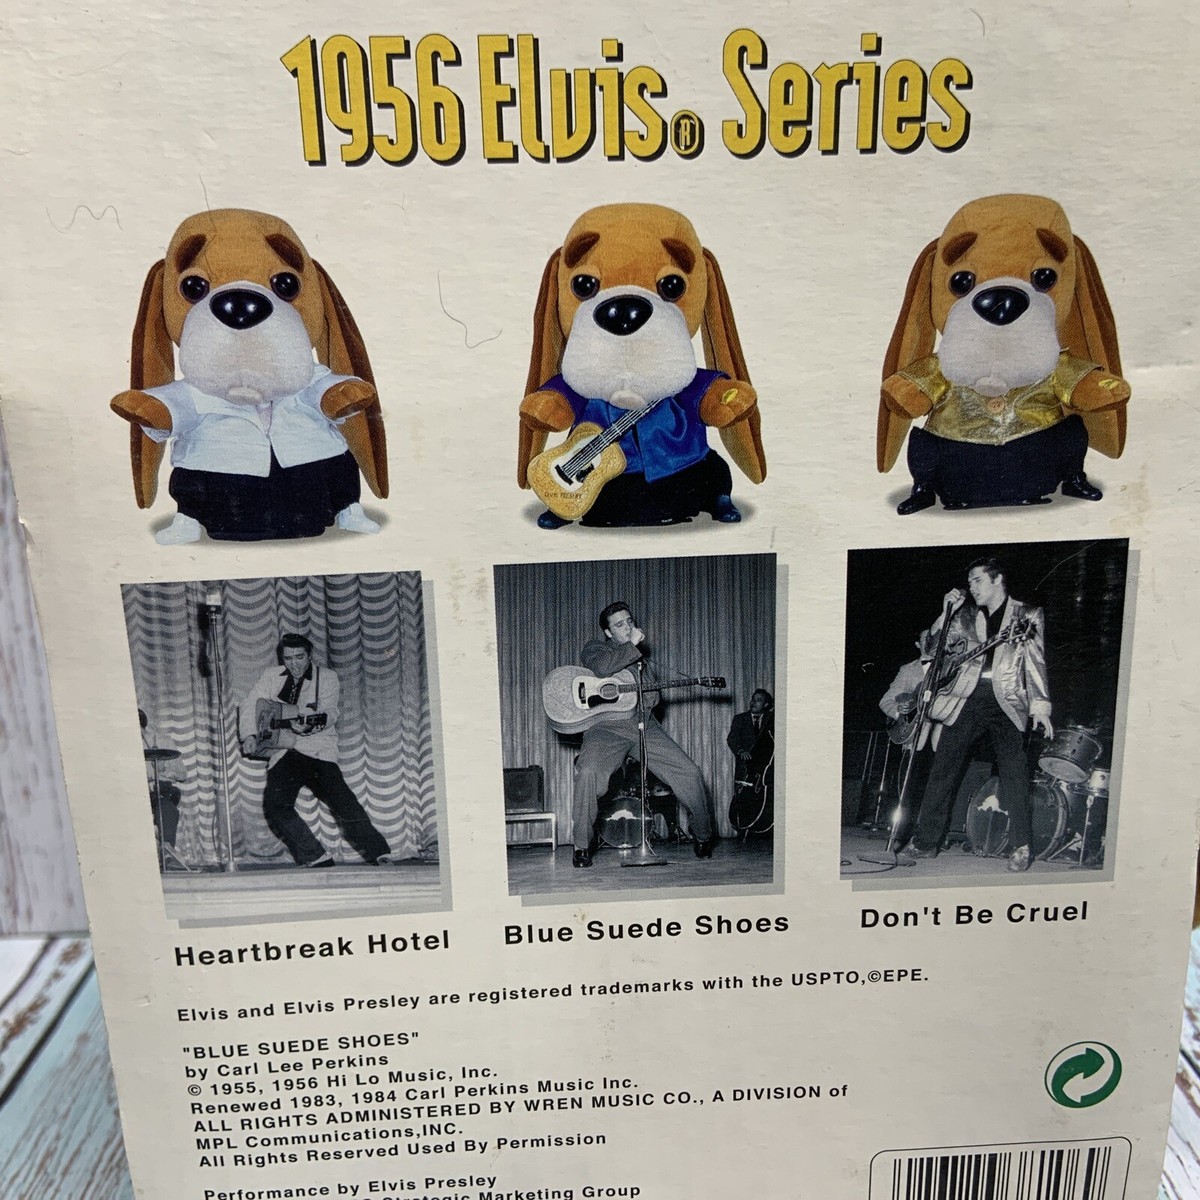 1956 Elvis® Series
ELVIS PRESLEY
Heartbreak Hotel
Blue Suede Shoes
Don't Be Cruel
Elvis and Elvis Presley are registered trademarks with the USPTO,©EPE.
"BLUE SUEDE SHOES"
by Carl Lee Perkins
© 1955, 1956 Hi Lo Music, Inc.
Renewed 1983, 1984 Carl Perkins Music Inc.
ALL RIGHTS ADMINISTERED BY WREN MUSIC CO., A DIVISION of
MPL Communications,INC.
All Rights Reserved Used By Permission
Performance by Elvis Presley
Strategic Marketing Group